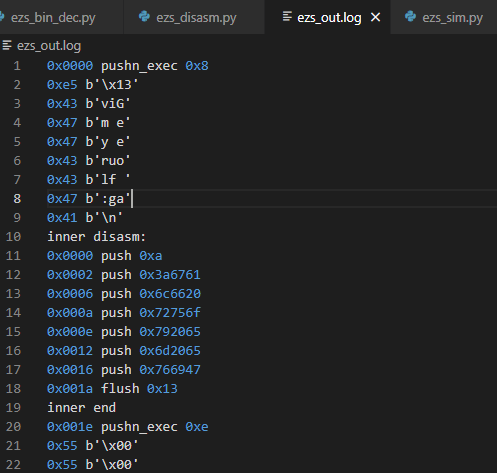 ezs_bin_dec.py ezs_disasm.py ezs_out.log ezs_sim.py
ezs_out.log
1 0x0000 pushn_exec 0x8
2 0xe5 b'\x13'
3 0x43 b'viG'
4 0x47 b'm e'
5 0x47 b'y e'
6 0x43 b'ruo'
7 0x43 b'lf '
8 0x47 b':ga'
9 0x41 b'\n'
10 inner disasm:
11 0x0000 push 0xa
12 0x0002 push 0x3a6761
13 0x0006 push 0x6c6620
14 0x000a push 0x72756f
15 0x000e push 0x792065
16 0x0012 push 0x6d2065
17 0x0016 push 0x766947
18 0x001a flush 0x13
19 inner end
20 0x001e pushn_exec 0xe
21 0x55 b'\x00'
22 0x55 b'\x00'